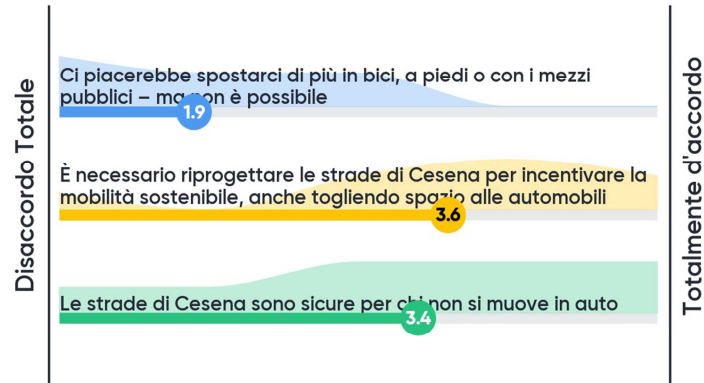 Disaccordo Totale
Ci piacerebbe spostarci di più in bici, a piedi o con i mezzi
pubblici – ma non è possibile
1.9
È necessario riprogettare le strade di Cesena per incentivare la
mobilità sostenibile, anche togliendo spazio alle automobili
3.6
Le strade di Cesena sono sicure per chi non si muove in auto
3.4
Totalmente d'accordo